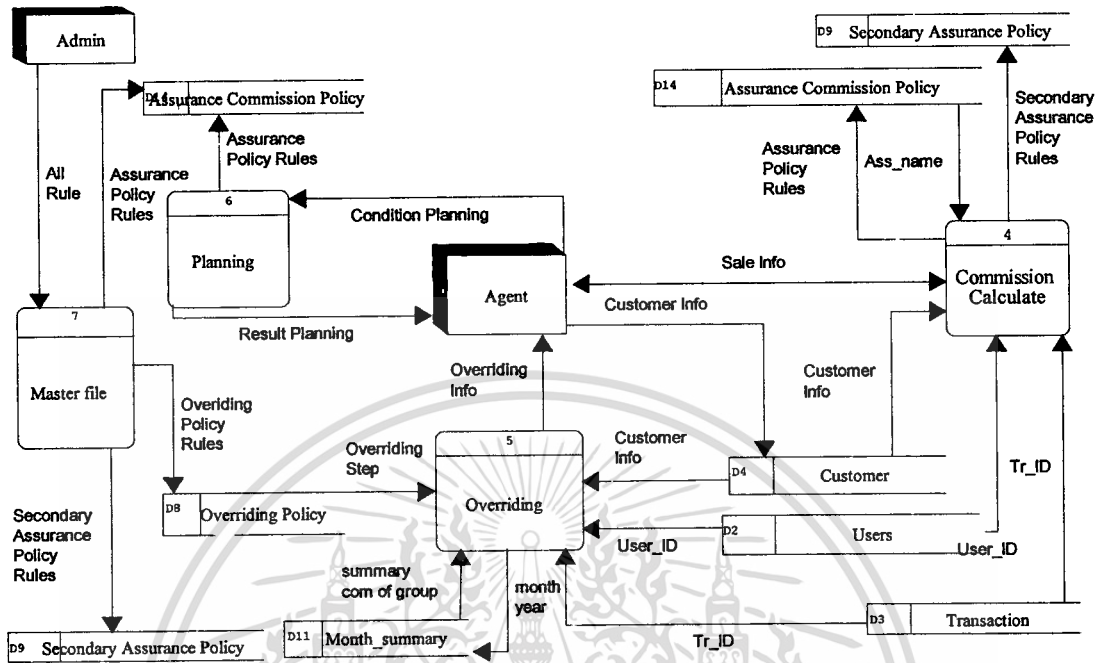 Admin
D9 Secondary Assurance Policy
D14 Assurance Commission Policy
D14 Assurance Commission Policy
Secondary
Assurance
Policy
Rules
All
Rule
Assurance
Policy
Rules
Assurance
Policy Rules
Assurance
Policy
Rules
Ass_name
6
Planning
Condition Planning
4
Commission
Calculate
Agent
Sale Info
Customer Info
Result Planning
7
Master file
Overriding
Info
Customer
Info
Overiding
Policy
Rules
Overriding
Step
5
Overriding
Customer
Info
D4 Customer
Tr_ID
D8 Overriding Policy
User_ID
D2 Users
User_ID
Secondary
Assurance
Policy
Rules
summary
com of group
month
year
D11 Month_summary
Tr_ID
D3 Transaction
D9 Secondary Assurance Policy